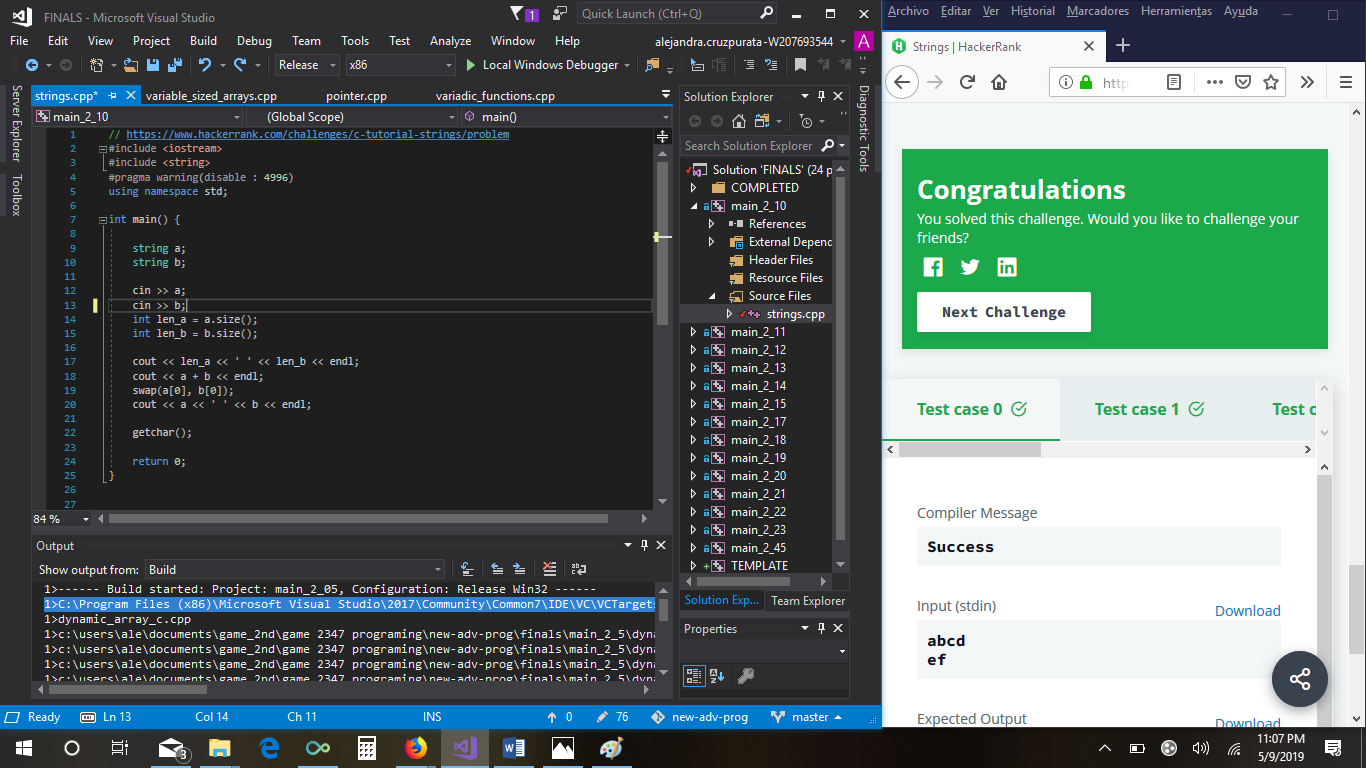 FINALS - Microsoft Visual Studio
1
Quick Launch (Ctrl+Q)
File Edit View Project Build Debug Team Tools Test Analyze Window Help
alejandra.cruzpurata-W207693544
A
Release
x86
Local Windows Debugger
Server Explorer
Toolbox
strings.cpp*
variable_sized_arrays.cpp
pointer.cpp
variadic_functions.cpp
main_2_10
(Global Scope)
main()
1 // https://www.hackerrank.com/challenges/c-tutorial-strings/problem
2 #include <iostream>
3 #include <string>
4 #pragma warning(disable : 4996)
5 using namespace std;
6
7 int main() {
8
9 string a;
10 string b;
11
12 cin >> a;
13 cin >> b;
14 int len_a = a.size();
15 int len_b = b.size();
16
17 cout << len_a << ' ' << len_b << endl;
18 cout << a + b << endl;
19 swap(a[0], b[0]);
20 cout << a << ' ' << b << endl;
21
22 getchar();
23
24 return 0;
25 }
26
27
84 %
Output
Show output from: Build
1>------ Build started: Project: main_2_05, Configuration: Release Win32 ------
1>C:\Program Files (x86)\Microsoft Visual Studio\2017\Community\Common7\IDE\VC\VCTargets
1>dynamic_array_c.cpp
1>c:\users\ale\documents\game_2nd\game 2347 programing\new-adv-prog\finals\main_2_5\dyna
1>c:\users\ale\documents\game_2nd\game 2347 programing\new-adv-prog\finals\main_2_5\dyna
1>c:\users\ale\documents\game_2nd\game 2347 programing\new-adv-prog\finals\main_2_5\dyna
1>c:\users\ale\documents\game_2nd\game 2347 programing\new-adv-prog\finals\main_2_5\dyna
Solution Explorer
Search Solution Explorer
Solution 'FINALS' (24 p
COMPLETED
main_2_10
References
External Depend
Header Files
Resource Files
Source Files
strings.cpp
main_2_11
main_2_12
main_2_13
main_2_14
main_2_15
main_2_17
main_2_18
main_2_19
main_2_20
main_2_21
main_2_22
main_2_23
main_2_45
TEMPLATE
Solution Exp...
Team Explorer
Properties
Diagnostic Tools
Ready
Ln 13
Col 14
Ch 11
INS
0
76
new-adv-prog
master
Archivo Editar Ver Historial Marcadores Herramientas Ayuda
Strings | HackerRank
http
Congratulations
You solved this challenge. Would you like to challenge your
friends?
Next Challenge
Test case 0
Test case 1
Test c
Compiler Message
Success
Input (stdin)
Download
abcd
ef
Expected Output
Download
3
11:07 PM
5/9/2019